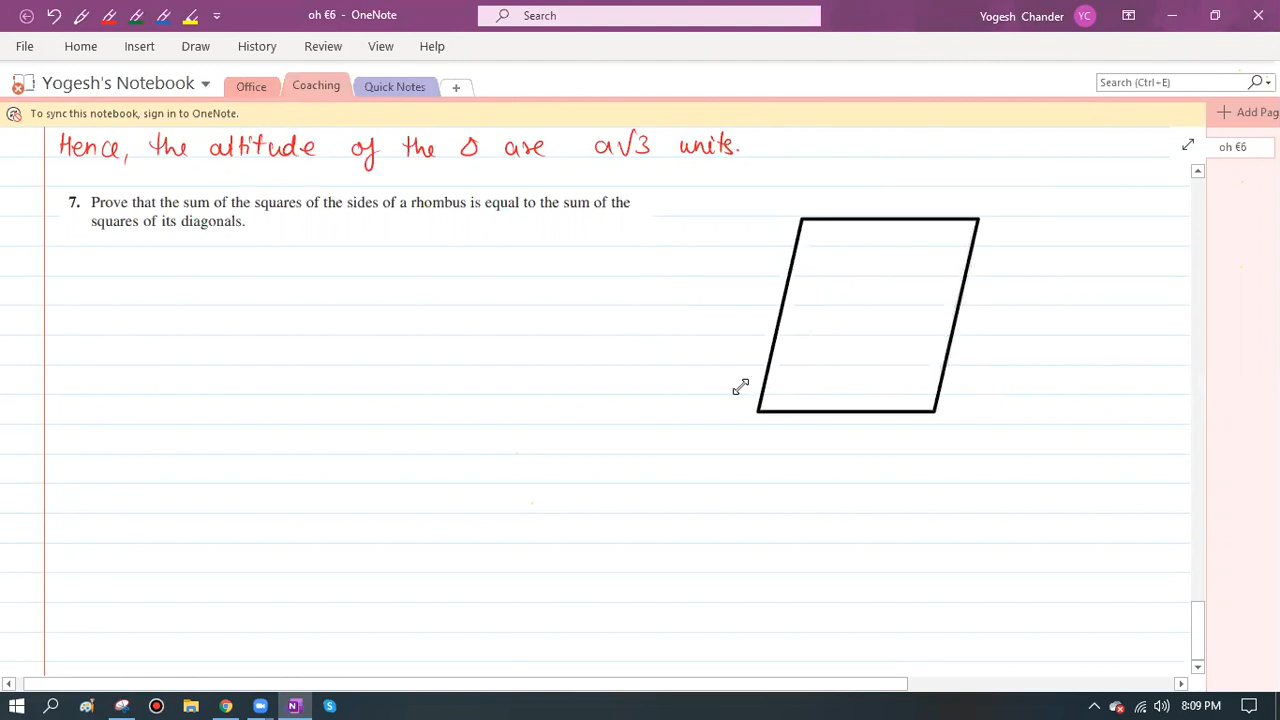 oh €6 - OneNote
Search
Yogesh Chander
YC
File Home Insert Draw History Review View Help
Yogesh's Notebook
Office
Coaching
Quick Notes
Search (Ctrl+E)
To sync this notebook, sign in to OneNote.
Add Pag
oh €6
Hence, the altitude of the Δ are a√3 units.
7. Prove that the sum of the squares of the sides of a rhombus is equal to the sum of the
squares of its diagonals.
8:09 PM